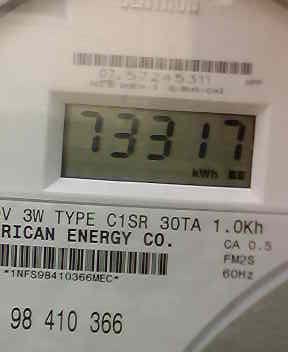 73317
kWh
V 3W TYPE C1SR 30TA 1.0Kh
RICAN ENERGY CO.
CA 0.5
FM2S
60Hz
*1NFS98410366MEC*
98 410 366